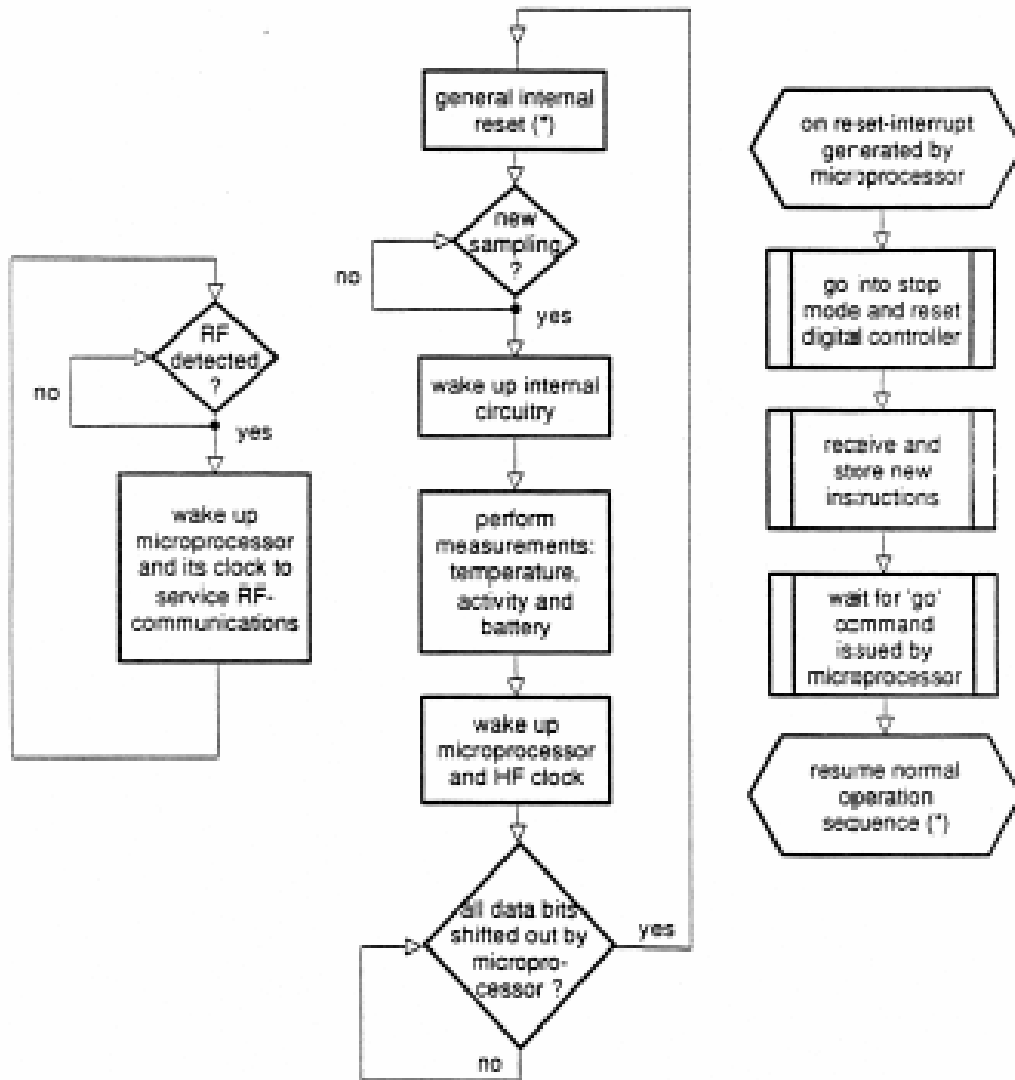 RF
detected
?
no
yes
wake up
microprocessor
and its clock to
service RF-
communications
general internal
reset (*)
new
sampling
?
no
yes
wake up internal
circuitry
perform
measurements:
temperature,
activity and
battery
wake up
microprocessor
and HF clock
all data bits
shifted out by
micropro-
cessor ?
yes
no
on reset-interrupt
generated by
microprocessor
go into stop
mode and reset
digital controller
receive and
store new
instructions
wait for 'go'
command
issued by
microprocessor
resume normal
operation
sequence (*)